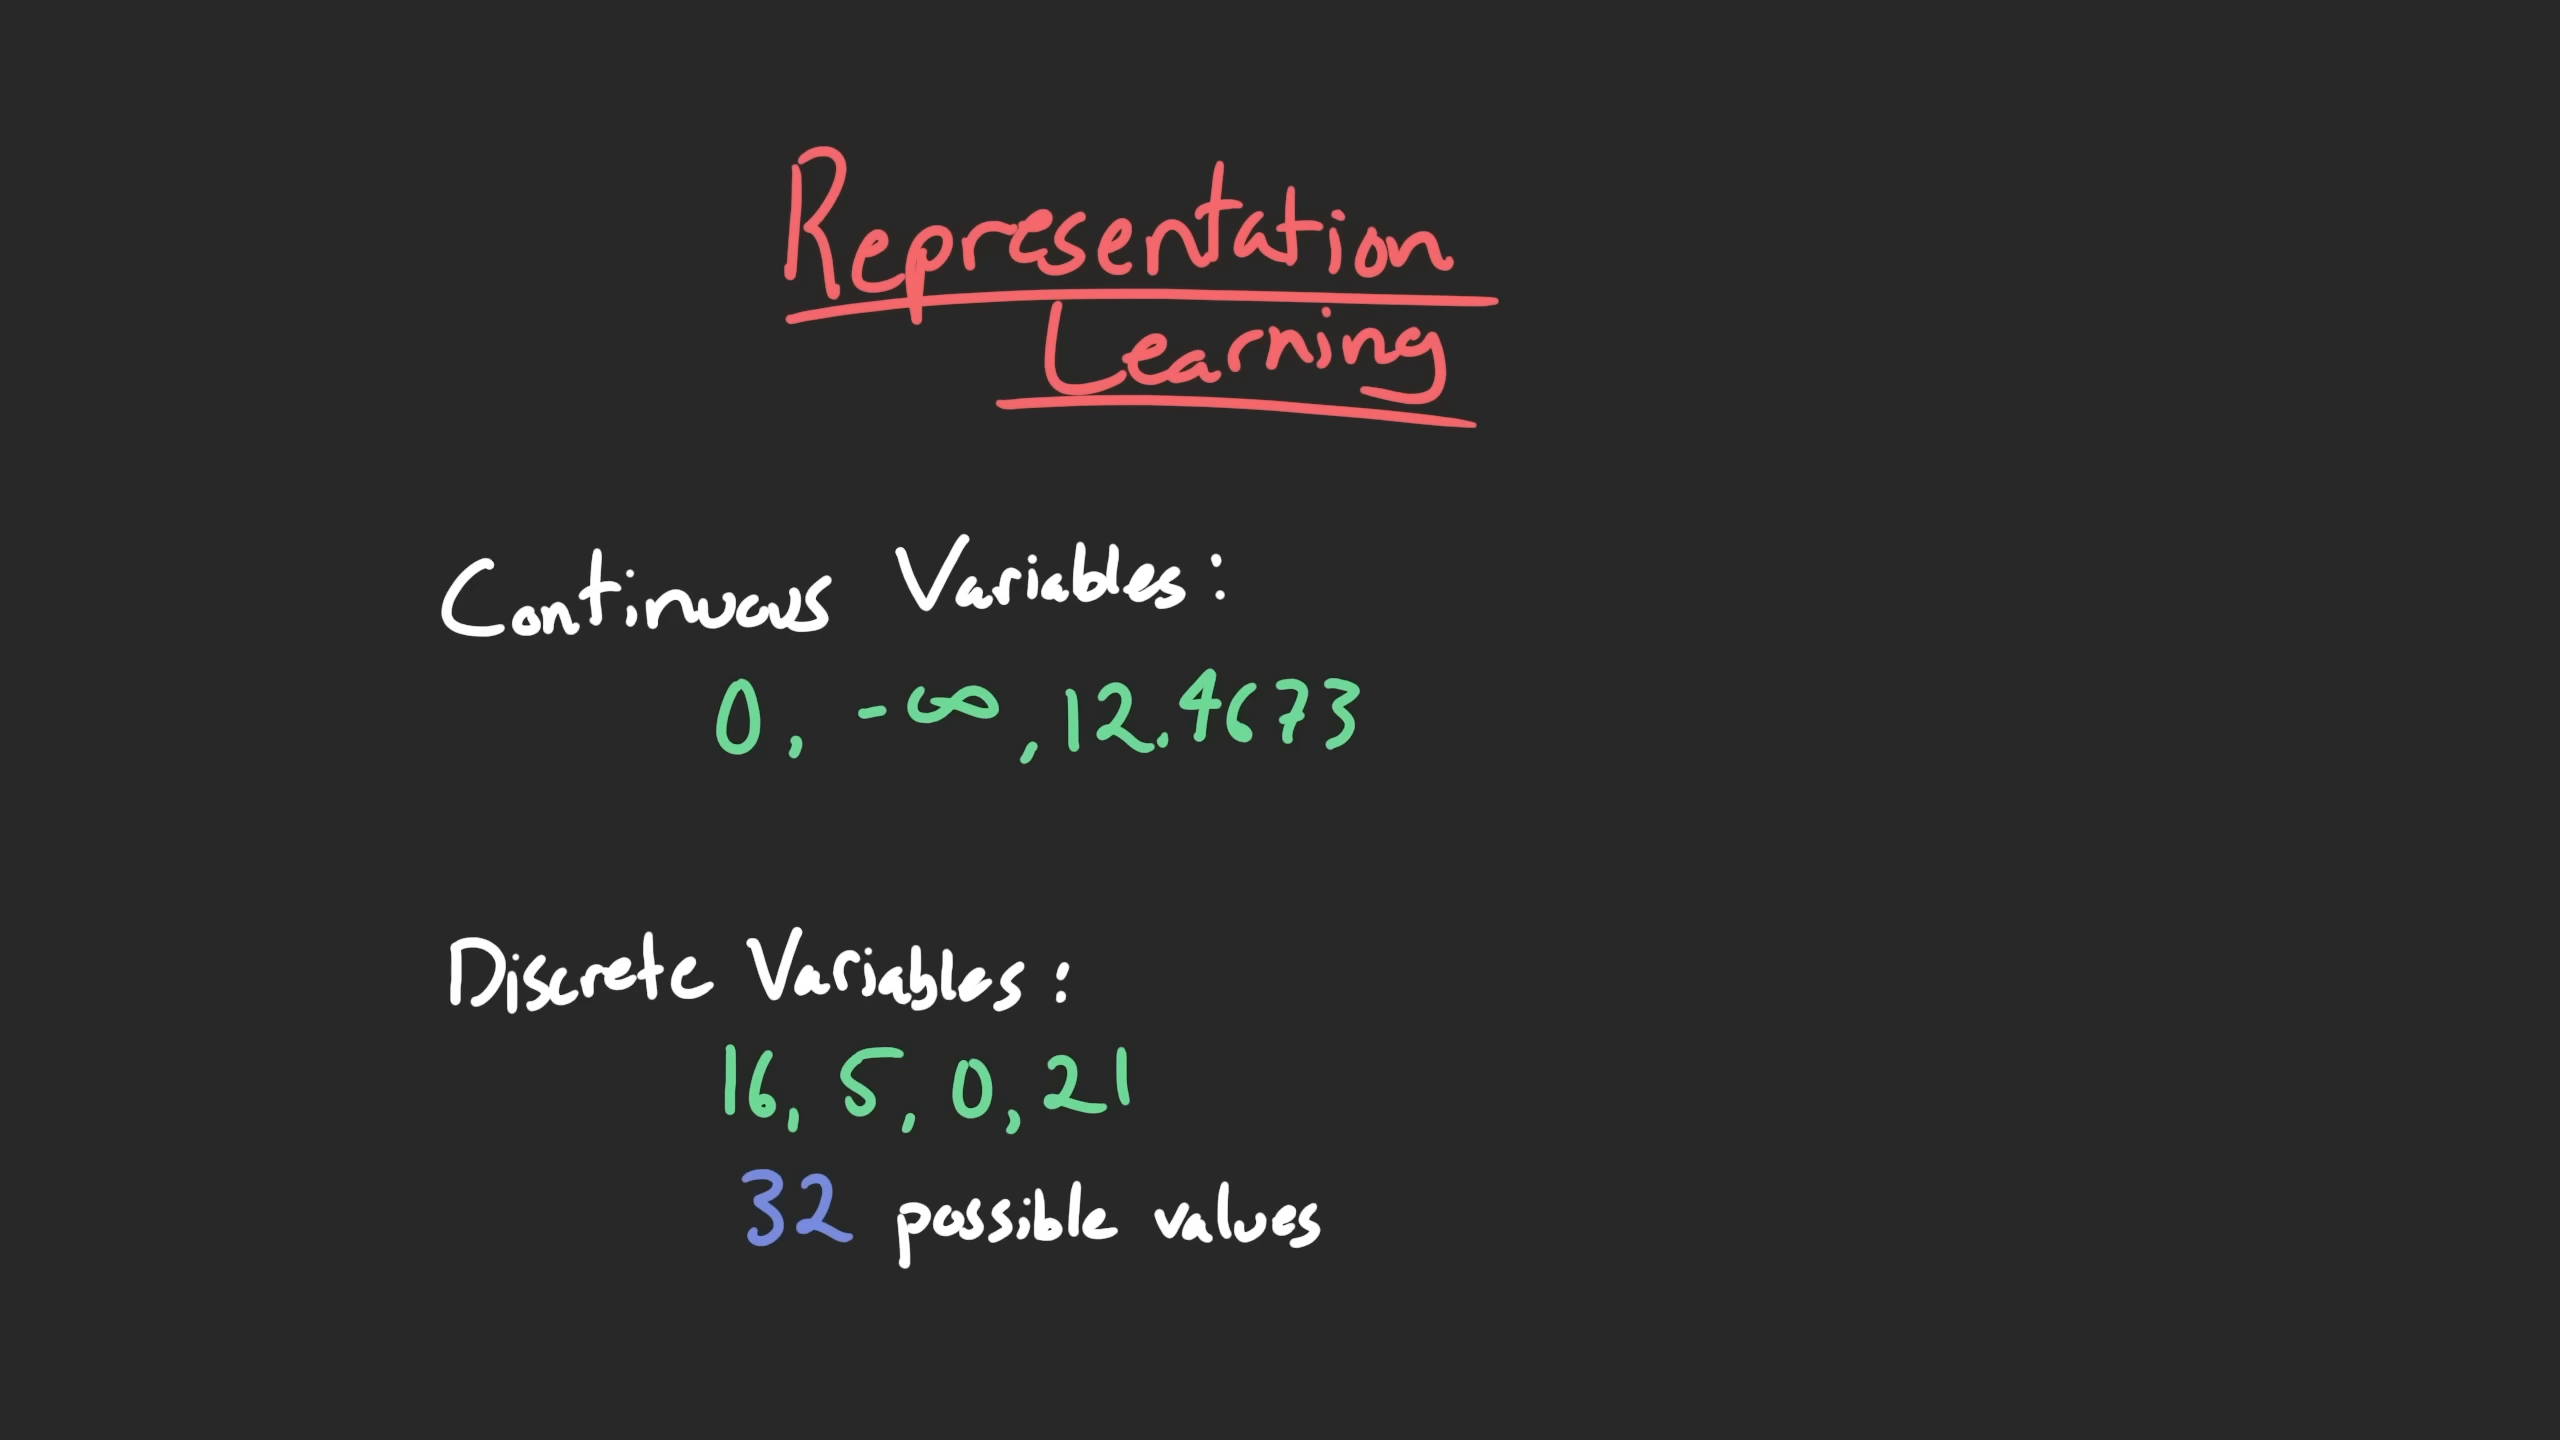 Representation
Learning
Continuous Variables:
0, -∞, 12.4673
Discrete Variables:
16, 5, 0, 21
32 possible values